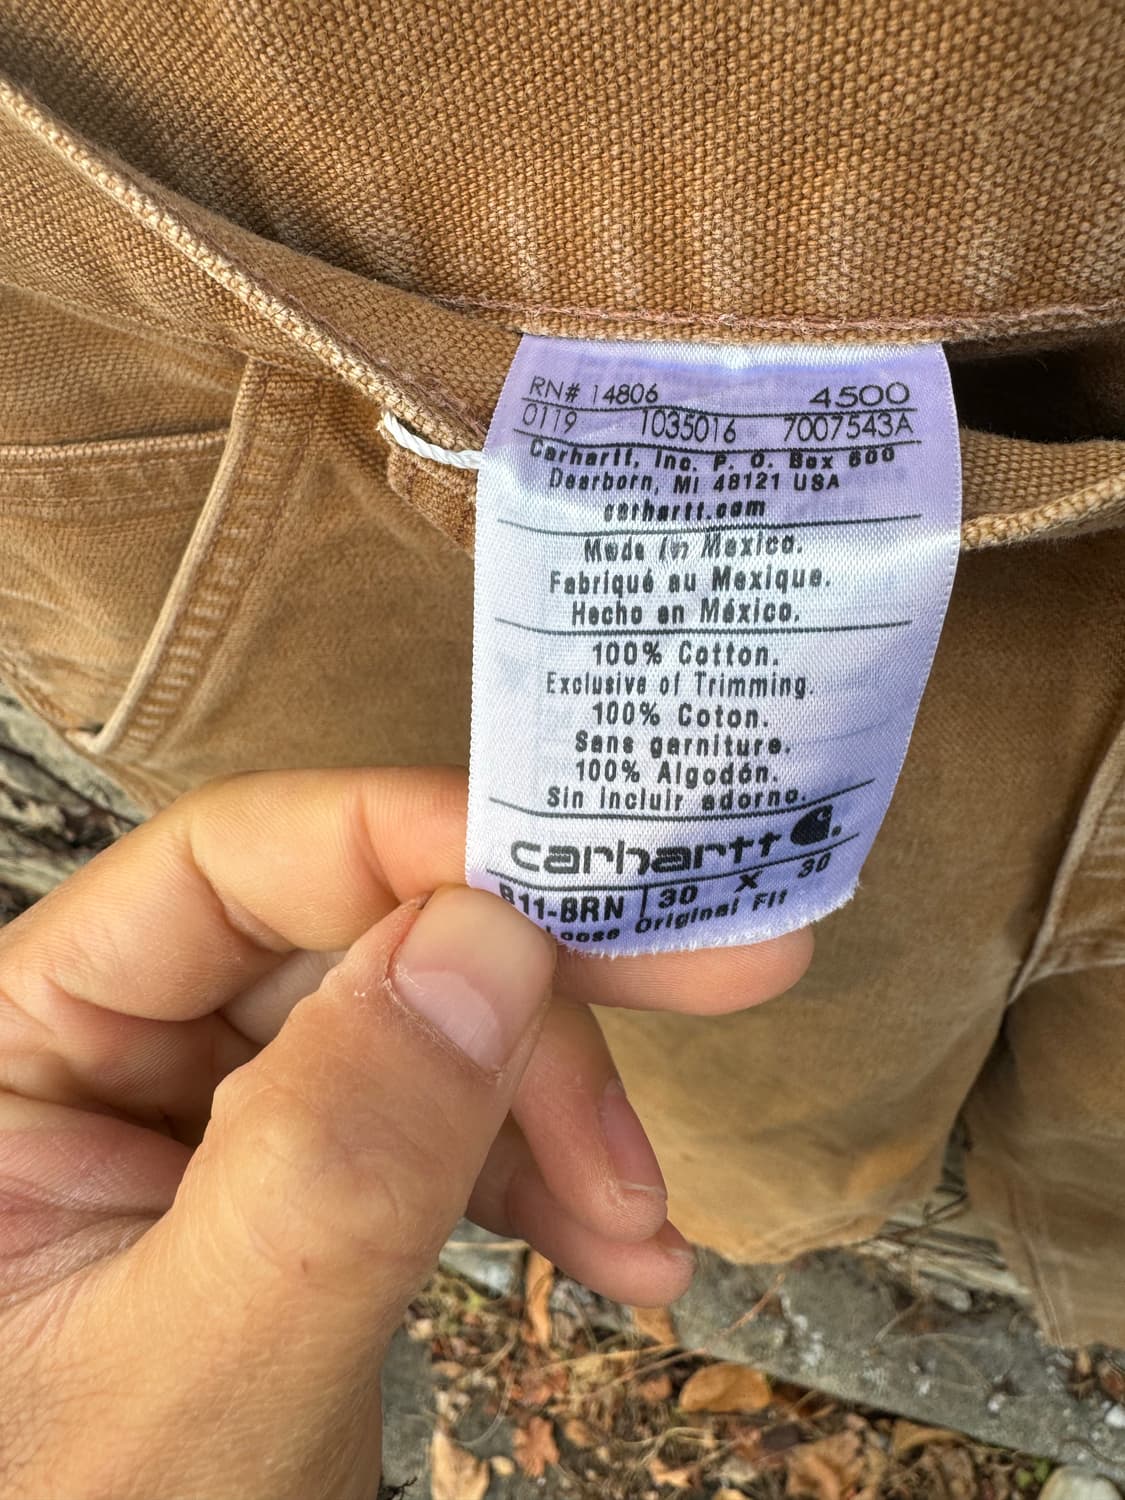 RN# 14806 4500
0119 1035016 7007543A
Carhartt, Inc. P. O. Box 600
Dearborn, MI 48121 USA
carhartt.com
Made in Mexico.
Fabriqué au Mexique.
Hecho en México.
100% Cotton.
Exclusive of Trimming.
100% Coton.
Sans garniture.
100% Algodón.
Sin incluir adorno.
carhartt
B11-BRN 30 X 30
Loose Original Fit